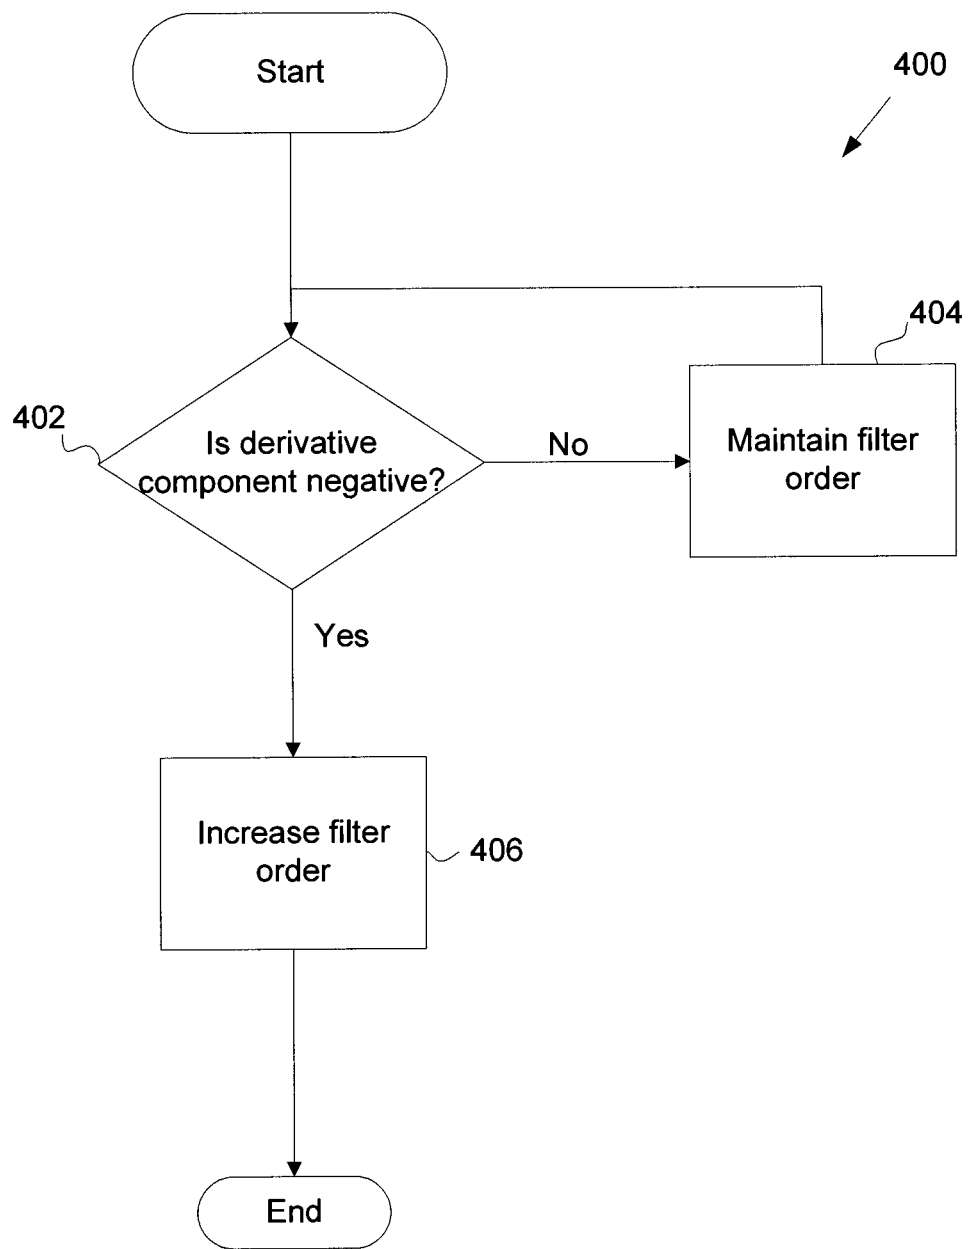 Start
400
404
402
Is derivative
component negative?
No
Maintain filter
order
Yes
Increase filter
order
406
End